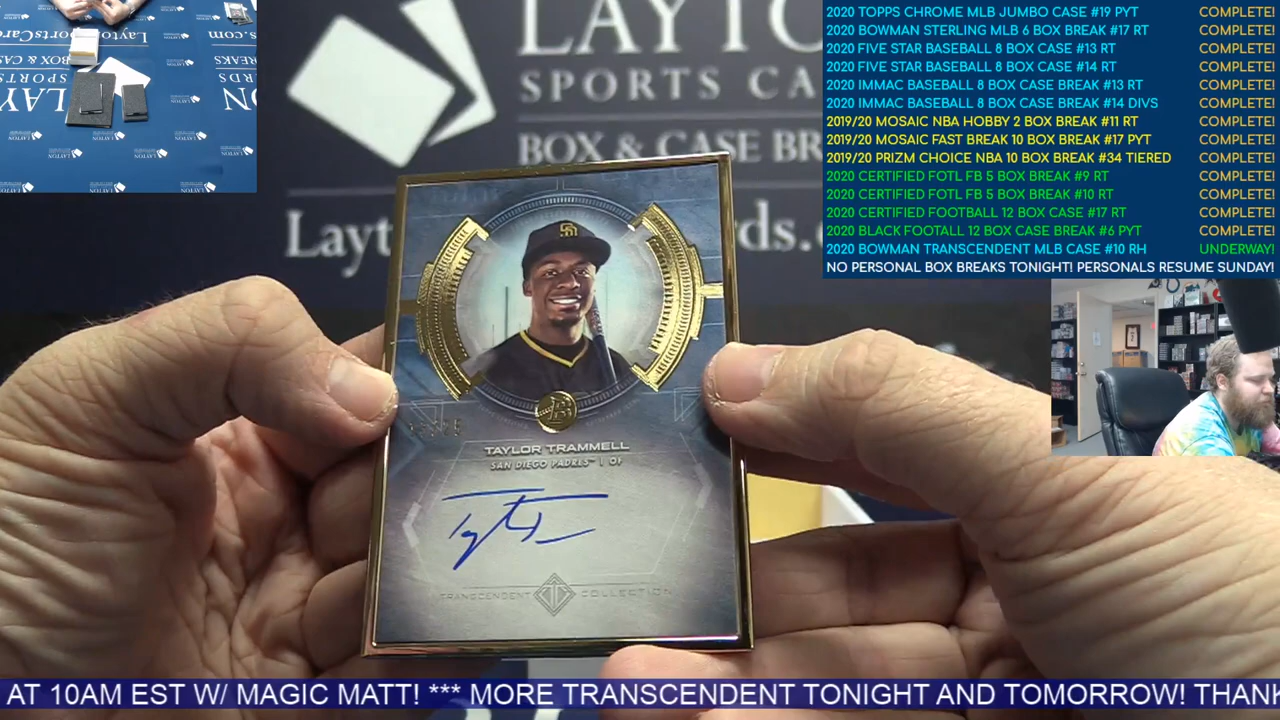 LAYTO
SPORTS CA
BOX & CASE BR
Layt
ds.c
2020 TOPPS CHROME MLB JUMBO CASE #19 PYT COMPLETE!
2020 BOWMAN STERLING MLB 6 BOX BREAK #17 RT COMPLETE!
2020 FIVE STAR BASEBALL 8 BOX CASE #13 RT COMPLETE!
2020 FIVE STAR BASEBALL 8 BOX CASE #14 RT COMPLETE!
2020 IMMAC BASEBALL 8 BOX CASE BREAK #13 RT COMPLETE!
2020 IMMAC BASEBALL 8 BOX CASE BREAK #14 DIVS COMPLETE!
2019/20 MOSAIC NBA HOBBY 2 BOX BREAK #11 RT COMPLETE!
2019/20 MOSAIC FAST BREAK 10 BOX BREAK #17 PYT COMPLETE!
2019/20 PRIZM CHOICE NBA 10 BOX BREAK #34 TIERED COMPLETE!
2020 CERTIFIED FOTL FB 5 BOX BREAK #9 RT COMPLETE!
2020 CERTIFIED FOTL FB 5 BOX BREAK #10 RT COMPLETE!
2020 CERTIFIED FOOTBALL 12 BOX CASE #17 RT COMPLETE!
2020 BLACK FOOTALL 12 BOX CASE BREAK #6 PYT COMPLETE!
2020 BOWMAN TRANSCENDENT MLB CASE #10 RH UNDERWAY!
NO PERSONAL BOX BREAKS TONIGHT! PERSONALS RESUME SUNDAY!
TAYLOR TRAMMELL
SAN DIEGO PADRES™ | OF
TRANSCENDENT COLLECTION
AT 10AM EST W/ MAGIC MATT! *** MORE TRANSCENDENT TONIGHT AND TOMORROW! THANK